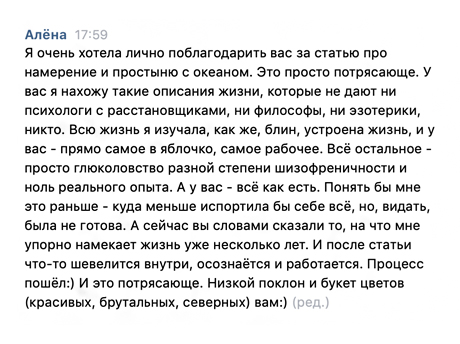 Алёна 17:59
Я очень хотела лично поблагодарить вас за статью про
намерение и простыню с океаном. Это просто потрясающе. У
вас я нахожу такие описания жизни, которые не дают ни
психологи с расстановщиками, ни философы, ни эзотерики,
никто. Всю жизнь я изучала, как же, блин, устроена жизнь, и у
вас - прямо самое в яблочко, самое рабочее. Всё остальное -
просто глюколовство разной степени шизофреничности и
ноль реального опыта. А у вас - всё как есть. Понять бы мне
это раньше - куда меньше испортила бы себе всё, но, видать,
была не готова. А сейчас вы словами сказали то, на что мне
упорно намекает жизнь уже несколько лет. И после статьи
что-то шевелится внутри, осознаётся и работается. Процесс
пошёл:) И это потрясающе. Низкой поклон и букет цветов
(красивых, брутальных, северных) вам:) (ред.)